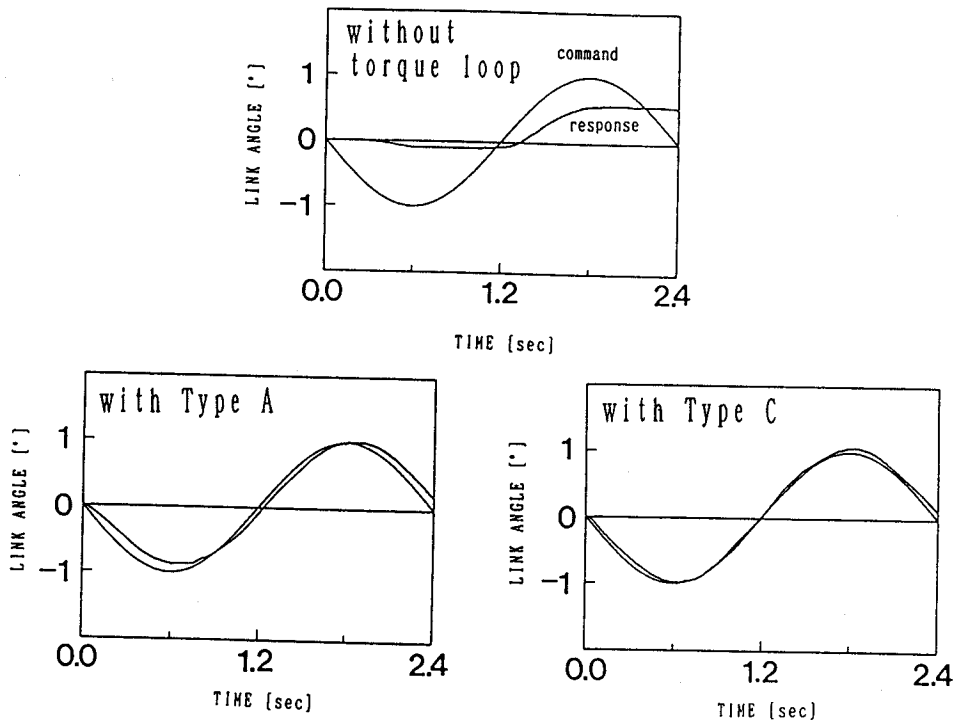 without
torque loop
command
response
LINK ANGLE [°]
1
0
-1
0.0
1.2
2.4
TIME [sec]
with Type A
LINK ANGLE [°]
1
0
-1
0.0
1.2
2.4
TIME [sec]
with Type C
LINK ANGLE [°]
1
0
-1
0.0
1.2
2.4
TIME [sec]